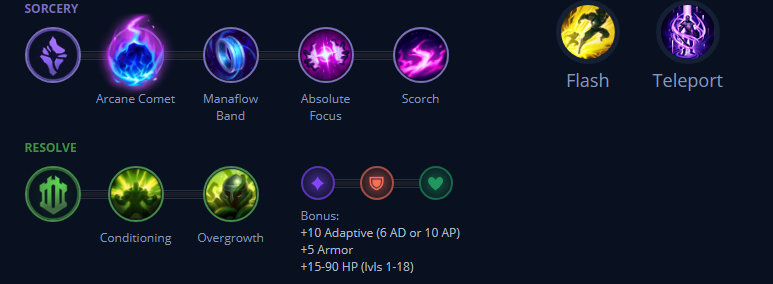 SORCERY
Arcane Comet
Manaflow
Band
Absolute
Focus
Scorch
Flash
Teleport
RESOLVE
Conditioning
Overgrowth
Bonus:
+10 Adaptive (6 AD or 10 AP)
+5 Armor
+15-90 HP (lvls 1-18)